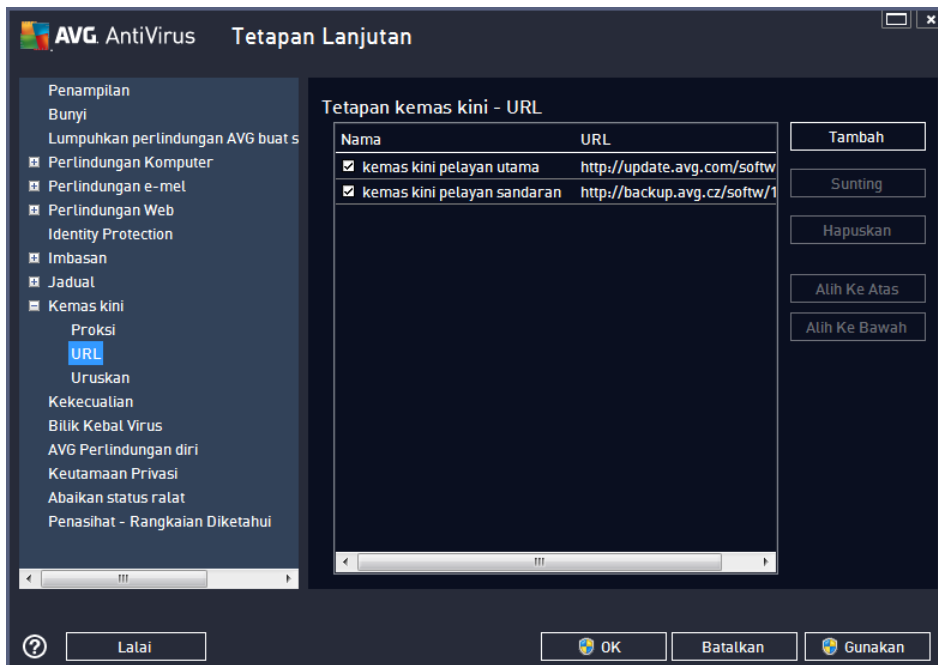 AVG. AntiVirus Tetapan Lanjutan
Penampilan
Bunyi
Lumpuhkan perlindungan AVG buat s
Perlindungan Komputer
Perlindungan e-mel
Perlindungan Web
Identity Protection
Imbasan
Jadual
Kemas kini
Proksi
URL
Uruskan
Kekecualian
Bilik Kebal Virus
AVG Perlindungan diri
Keutamaan Privasi
Abaikan status ralat
Penasihat - Rangkaian Diketahui
Tetapan kemas kini - URL
Nama URL
kemas kini pelayan utama http://update.avg.com/softw
kemas kini pelayan sandaran http://backup.avg.cz/softw/1
Tambah
Sunting
Hapuskan
Alih Ke Atas
Alih Ke Bawah
Lalai
OK
Batalkan
Gunakan